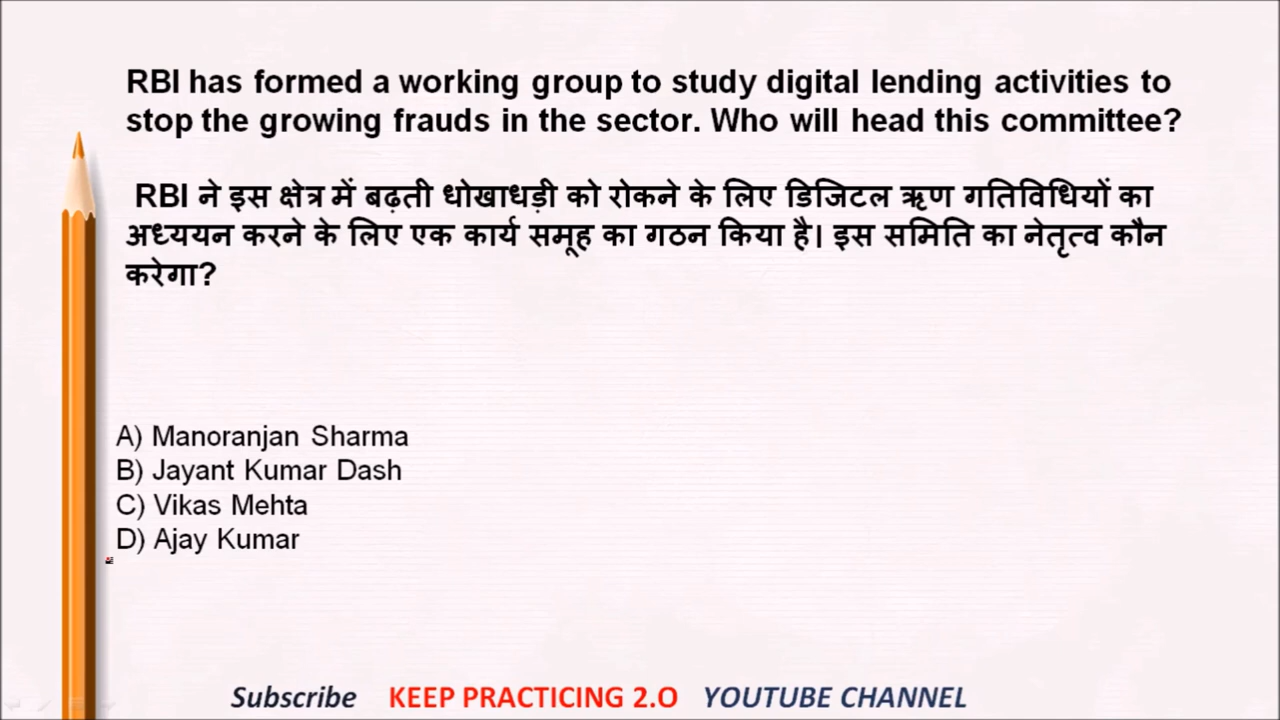 RBI has formed a working group to study digital lending activities to
stop the growing frauds in the sector. Who will head this committee?
RBI ने इस क्षेत्र में बढ़ती धोखाधड़ी को रोकने के लिए डिजिटल ऋण गतिविधियों का
अध्ययन करने के लिए एक कार्य समूह का गठन किया है। इस समिति का नेतृत्व कौन
करेगा?
A) Manoranjan Sharma
B) Jayant Kumar Dash
C) Vikas Mehta
D) Ajay Kumar
Subscribe KEEP PRACTICING 2.O YOUTUBE CHANNEL